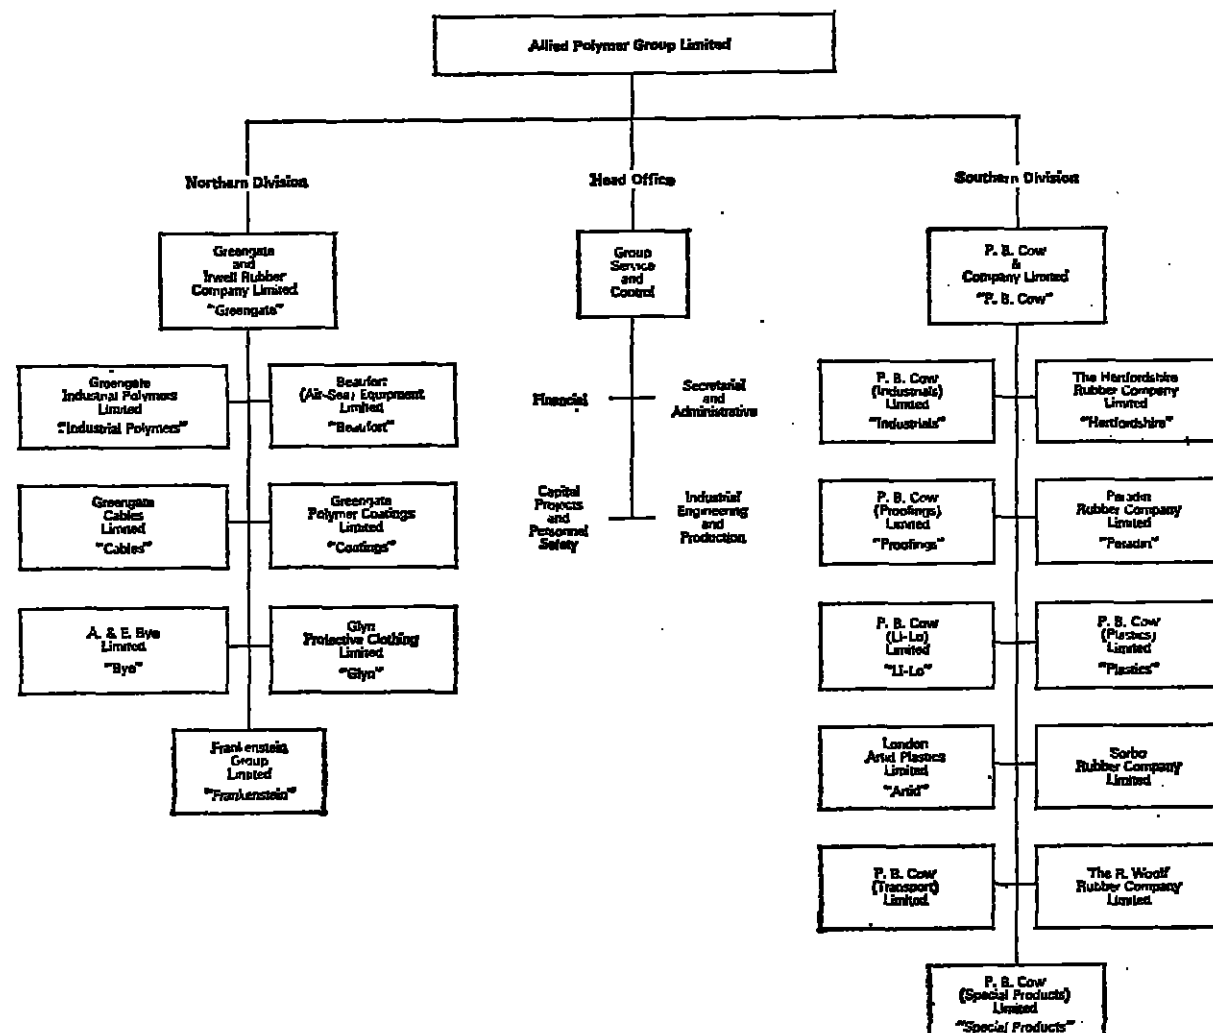 Allied Polymer Group Limited
Northern Division
Head Office
Southern Division
Greengate
and
Irwell Rubber
Company Limited
"Greengate"
Group
Service
and
Control
P. B. Cow
&
Company Limited
"P. B. Cow"
Greengate
Industrial Polymers
Limited
"Industrial Polymers"
Beaufort
(Air-Sea) Equipment
Limited
"Beaufort"
Financial
Secretarial
and
Administrative
P. B. Cow
(Industrials)
Limited
"Industrials"
The Hertfordshire
Rubber Company
Limited
"Hertfordshire"
Greengate
Cables
Limited
"Cables"
Greengate
Polymer Coatings
Limited
"Coatings"
Capital
Projects
and
Personnel
Safety
Industrial
Engineering
and
Production
P. B. Cow
(Proofings)
Limited
"Proofings"
Peradin
Rubber Company
Limited
"Peradin"
A. & E. Bye
Limited
"Bye"
Glyn
Protective Clothing
Limited
"Glyn"
P. B. Cow
(Li-Lo)
Limited
"Li-Lo"
P. B. Cow
(Plastics)
Limited
"Plastics"
Frankenstein
Group
Limited
"Frankenstein"
London
Artid Plastics
Limited
"Artid"
Sorbo
Rubber Company
Limited
P. B. Cow
(Transport)
Limited
The R. Woolf
Rubber Company
Limited
P. B. Cow
(Special Products)
Limited
"Special Products"